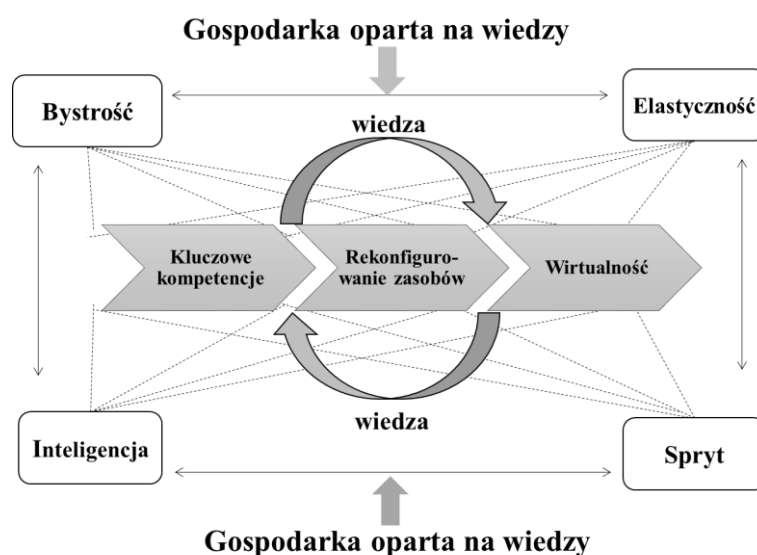 Gospodarka oparta na wiedzy
Bystrość
Elastyczność
wiedza
Kluczowe
kompetencje
Rekonfiguro-
wanie zasobów
Wirtualność
wiedza
Inteligencja
Spryt
Gospodarka oparta na wiedzy